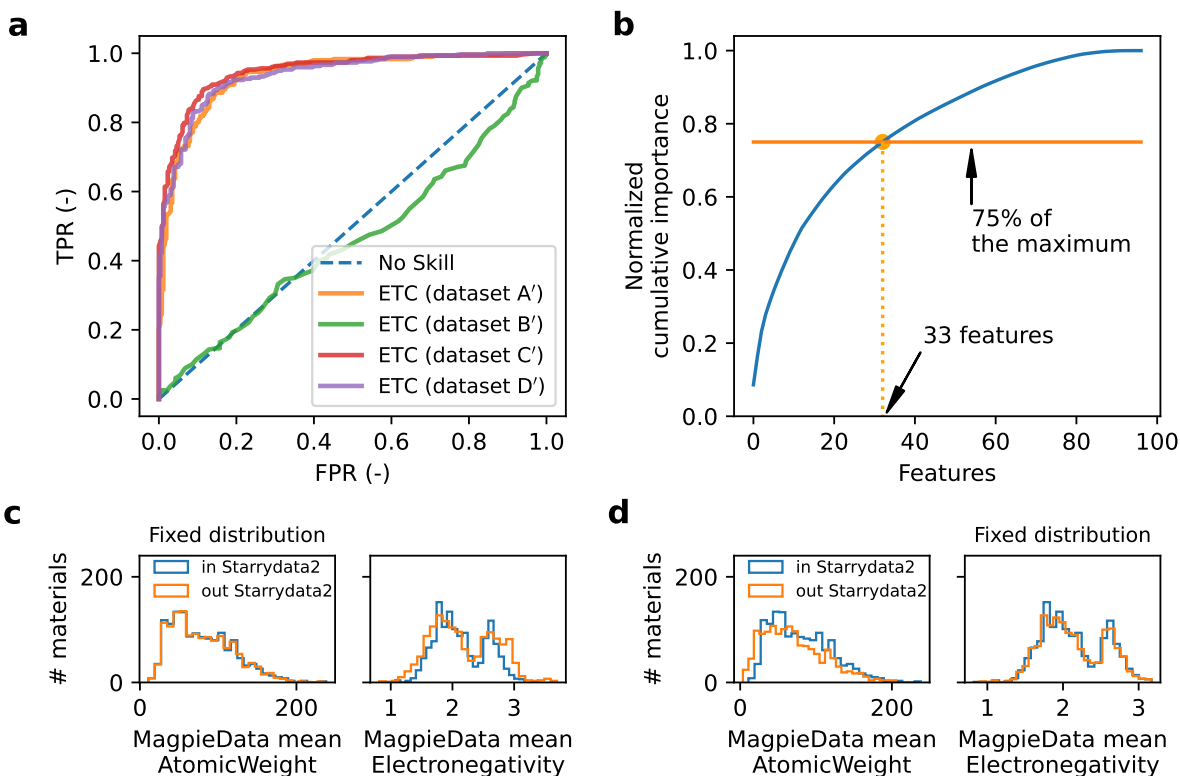 a
1.0
0.8
0.6
0.4
0.2
0.0
TPR (-)
0.0 0.2 0.4 0.6 0.8 1.0
FPR (-)
No Skill
ETC (dataset A′)
ETC (dataset B′)
ETC (dataset C′)
ETC (dataset D′)
b
1.0
0.8
0.6
0.4
0.2
0.0
Normalized
cumulative importance
75% of
the maximum
33 features
0 20 40 60 80 100
Features
c
Fixed distribution
# materials
200
0
in Starrydata2
out Starrydata2
0 200
MagpieData mean
AtomicWeight
1 2 3
MagpieData mean
Electronegativity
d
# materials
200
0
in Starrydata2
out Starrydata2
0 200
MagpieData mean
AtomicWeight
Fixed distribution
1 2 3
MagpieData mean
Electronegativity